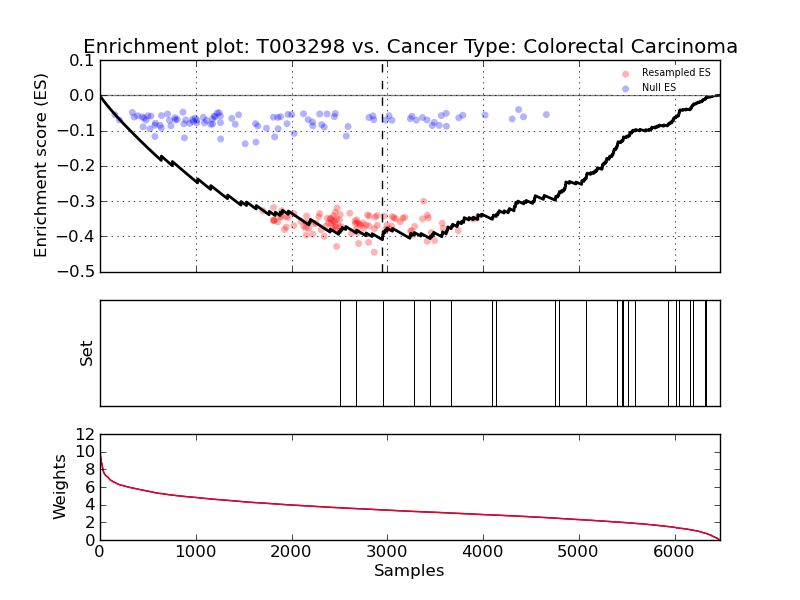 Enrichment plot: T003298 vs. Cancer Type: Colorectal Carcinoma
Enrichment score (ES)
0.1
0.0
−0.1
−0.2
−0.3
−0.4
−0.5
Resampled ES
Null ES
Set
Weights
12
10
8
6
4
2
0
0 1000 2000 3000 4000 5000 6000
Samples